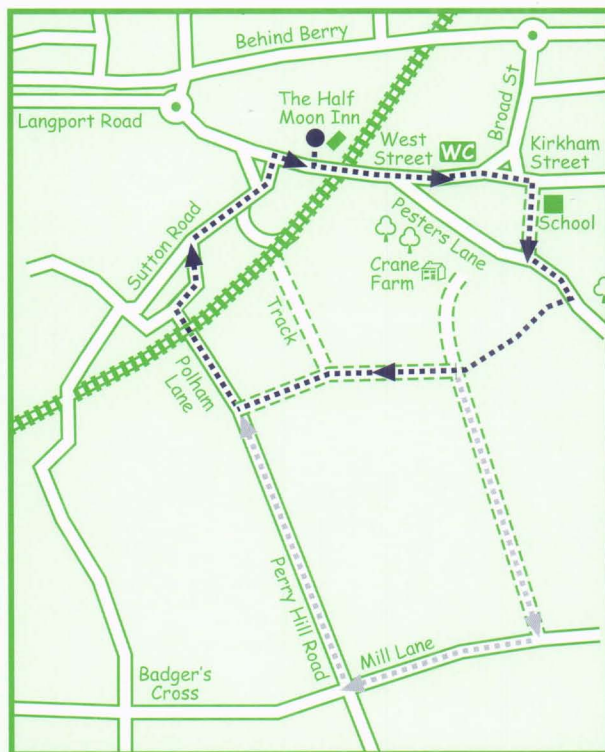 Behind Berry
Broad St
Langport Road
The Half
Moon Inn
West
Street
WC
Kirkham
Street
School
Sutton Road
Pesters Lane
Crane
Farm
Track
Polham
Lane
Perry Hill Road
Mill Lane
Badger's
Cross